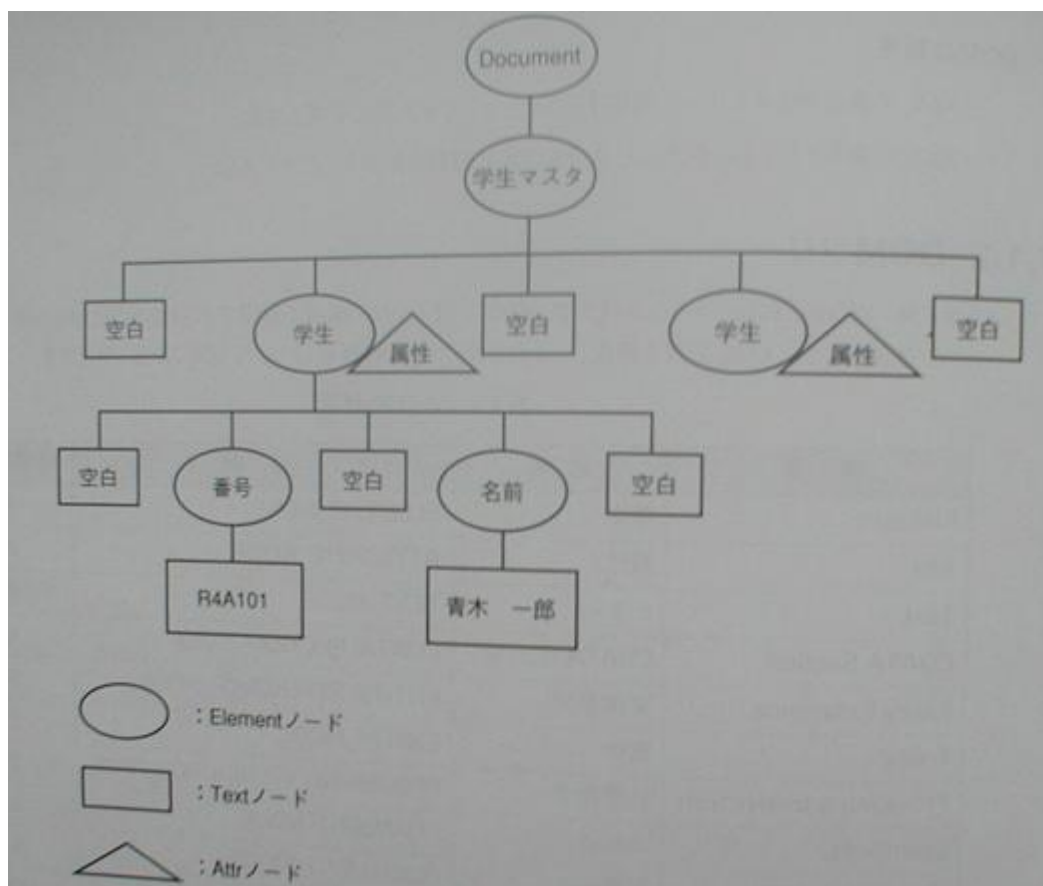 Document
学生マスタ
空白
学生
属性
空白
学生
属性
空白
空白
番号
空白
名前
空白
R4A101
青木 一郎
：Elementノード
：Textノード
：Attrノード